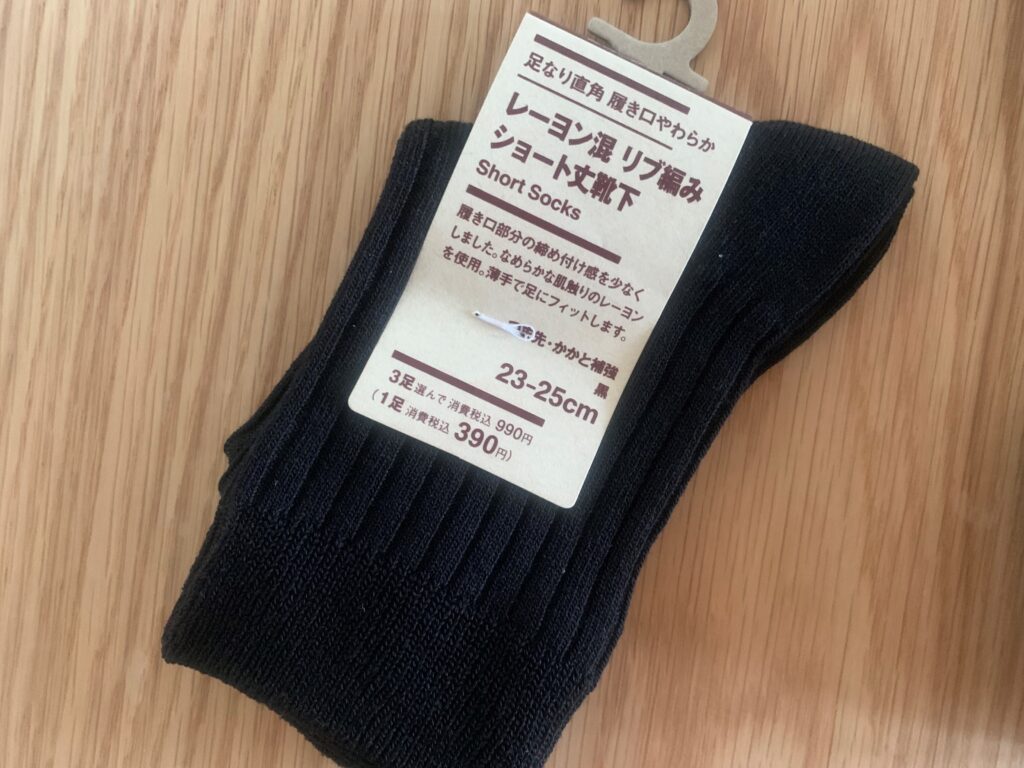 足なり直角 履き口やわらか
レーヨン混 リブ編み
ショート丈靴下
Short Socks
履き口部分の締め付け感を少なく
しました。なめらかな肌触りのレーヨン
を使用。薄手で足にフィットします。
先・かかと補強
黒
23-25cm
3足選んで 消費税込 990円
(1足 消費税込 390円)